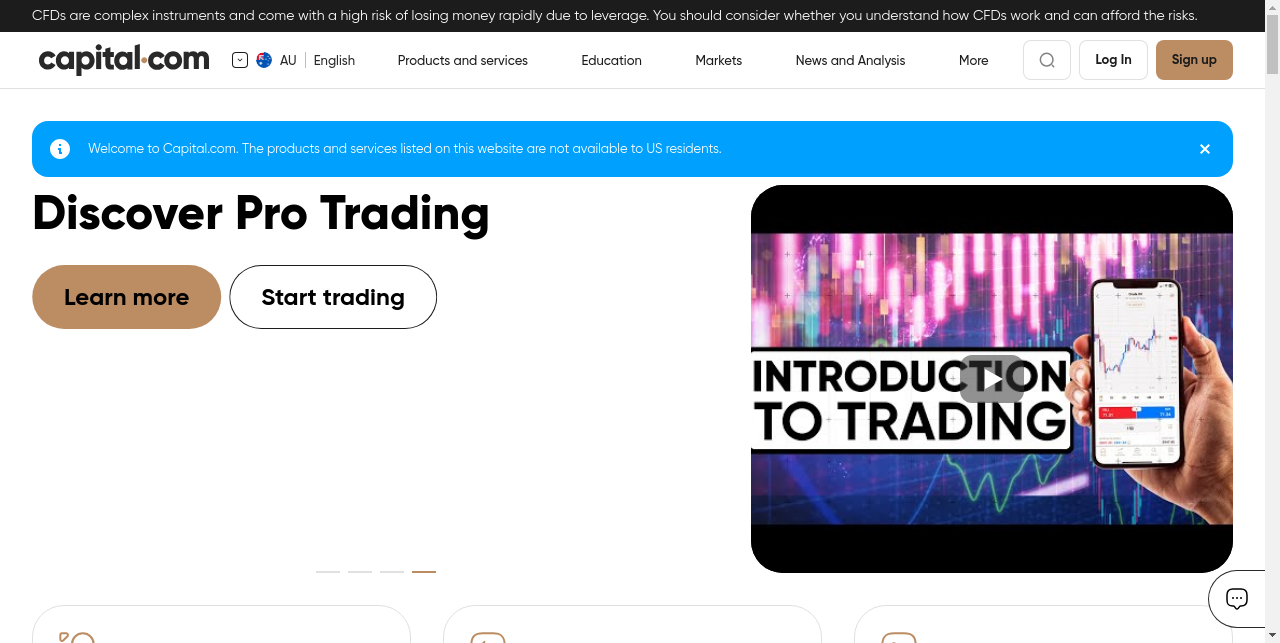 CFDs are complex instruments and come with a high risk of losing money rapidly due to leverage. You should consider whether you understand how CFDs work and can afford the risks.
capital.com AU English Products and services Education Markets News and Analysis More Log In Sign up
Welcome to Capital.com. The products and services listed on this website are not available to US residents.
Discover Pro Trading
Learn more Start trading
INTRODUCTION
TO TRADING